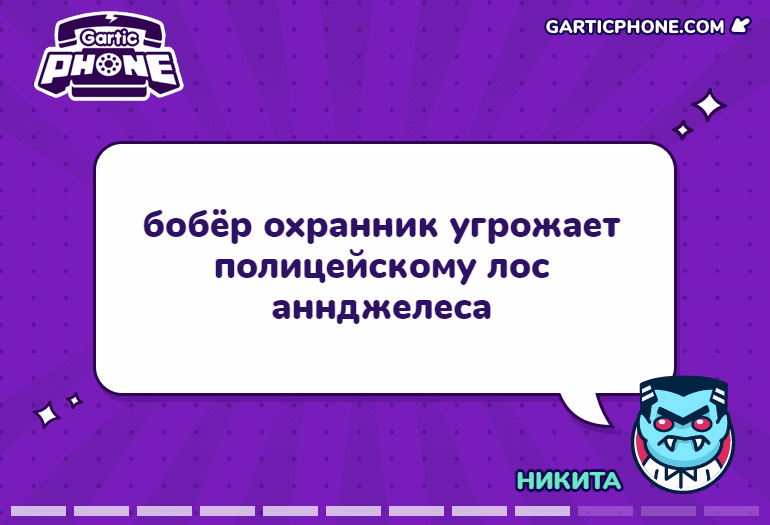 Gartic
PHONE
GARTICPHONE.COM
бобёр охранник угрожает
полицейскому лос
аннджелеса
НИКИТА